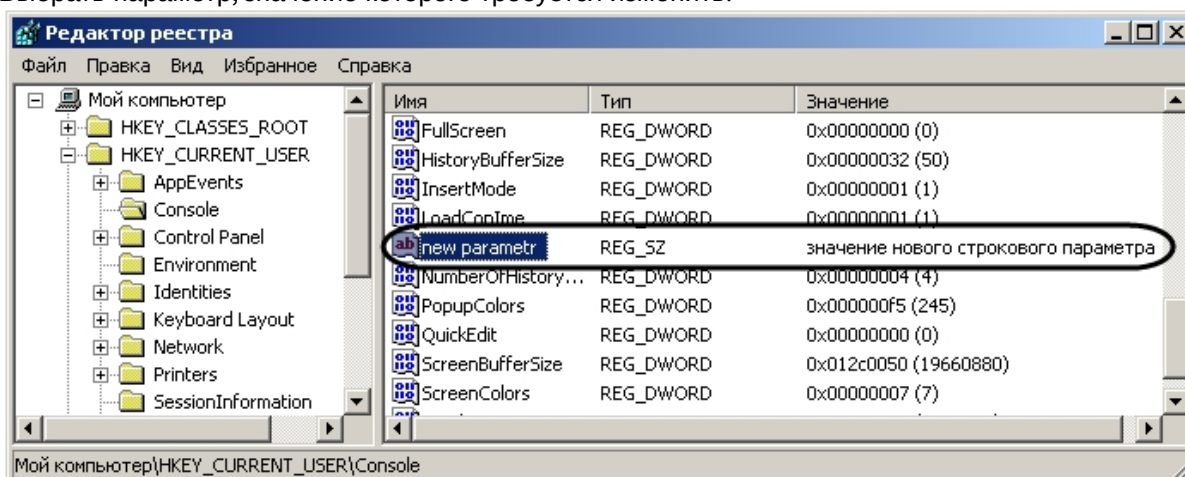 Выбрать параметр, значение которого требуется изменить.
Редактор реестра
Файл Правка Вид Избранное Справка
Мой компьютер
HKEY_CLASSES_ROOT
HKEY_CURRENT_USER
AppEvents
Console
Control Panel
Environment
Identities
Keyboard Layout
Network
Printers
SessionInformation
Имя Тип Значение
FullScreen REG_DWORD 0x00000000 (0)
HistoryBufferSize REG_DWORD 0x00000032 (50)
InsertMode REG_DWORD 0x00000001 (1)
LoadConIme REG_DWORD 0x00000001 (1)
new parametr REG_SZ значение нового строкового параметра
NumberOfHistory... REG_DWORD 0x00000004 (4)
PopupColors REG_DWORD 0x000000f5 (245)
QuickEdit REG_DWORD 0x00000000 (0)
ScreenBufferSize REG_DWORD 0x012c0050 (19660880)
ScreenColors REG_DWORD 0x00000007 (7)
Мой компьютер\HKEY_CURRENT_USER\Console